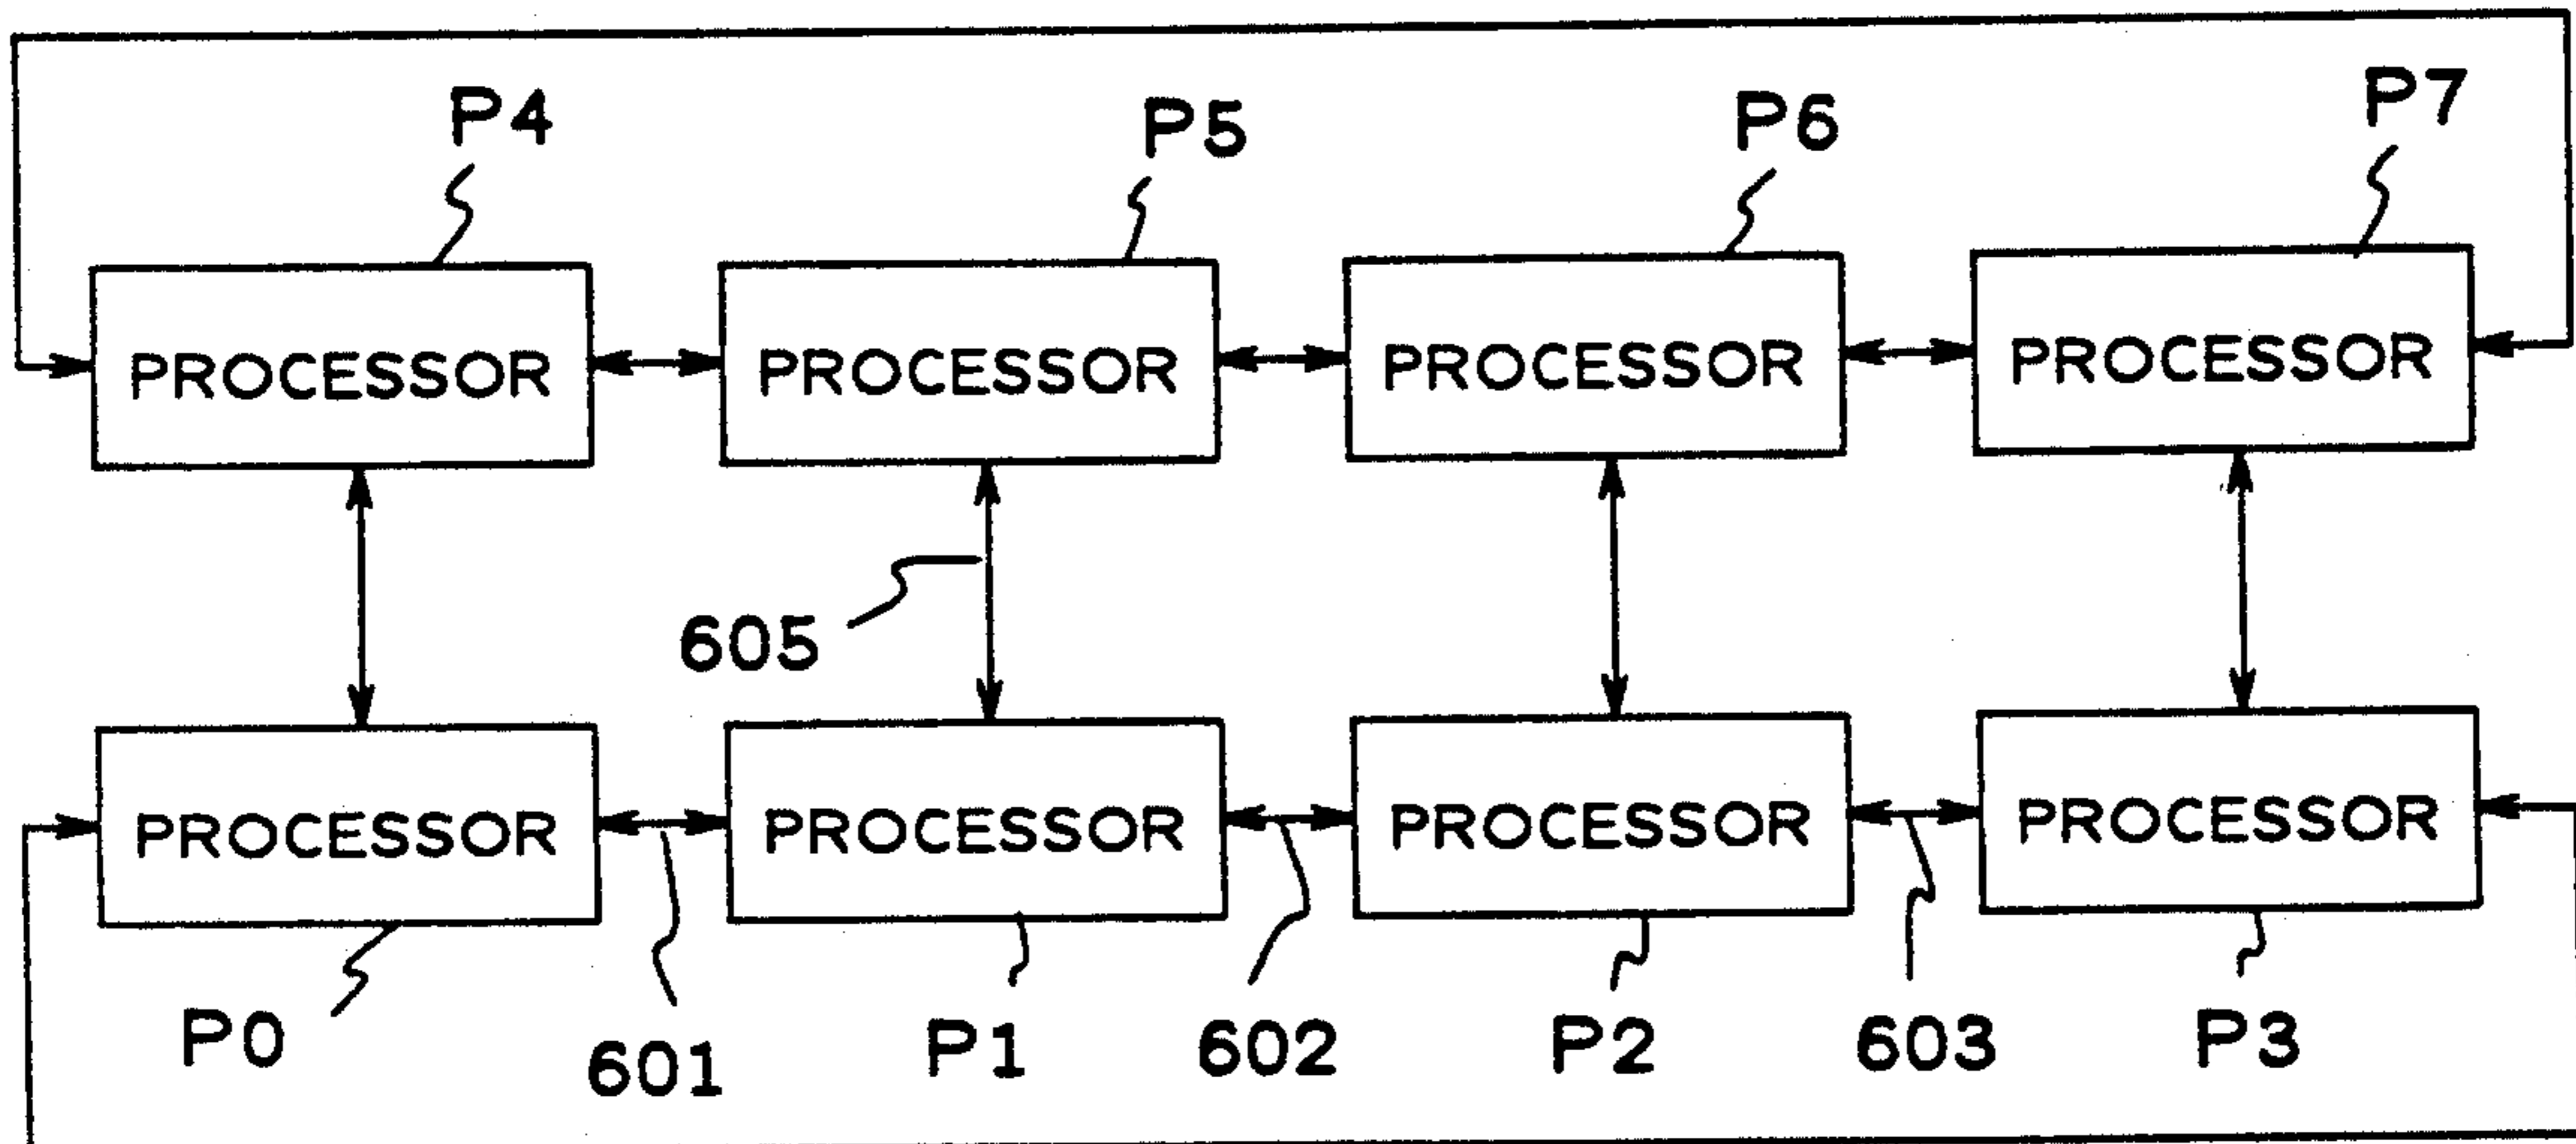 P4 P5 P6 P7
PROCESSOR PROCESSOR PROCESSOR PROCESSOR
605
PROCESSOR PROCESSOR PROCESSOR PROCESSOR
P0 601 P1 602 P2 603 P3